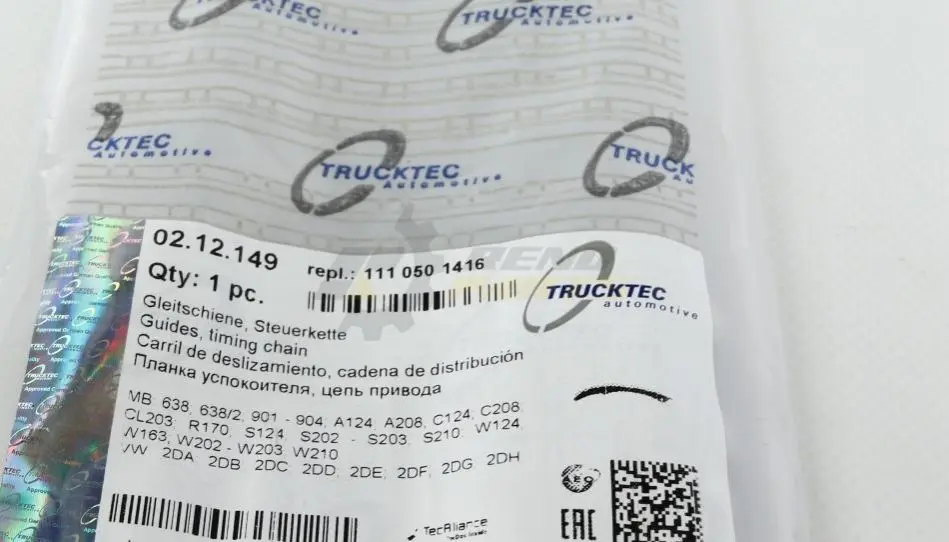 TRUCKTEC
Automotive
CKTEC
Automotive
TRUCKTEC
Automotive
TRUCK
Au
02.12.149
repl.: 111 050 1416
Qty: 1 pc.
TRUCKTEC
automotive
Gleitschiene, Steuerkette
Guides, timing chain
Carril de deslizamiento, cadena de distribución
Планка успокоителя, цепь привода
MB: 638, 638/2, 901 - 904, A124, A208, C124, C208,
CL203, R170, S124, S202 - S203, S210, W124,
W163, W202 - W203, W210
VW: 2DA, 2DB, 2DC, 2DD, 2DE, 2DF, 2DG, 2DH
TRUCKTEC
TecAlliance
EAC